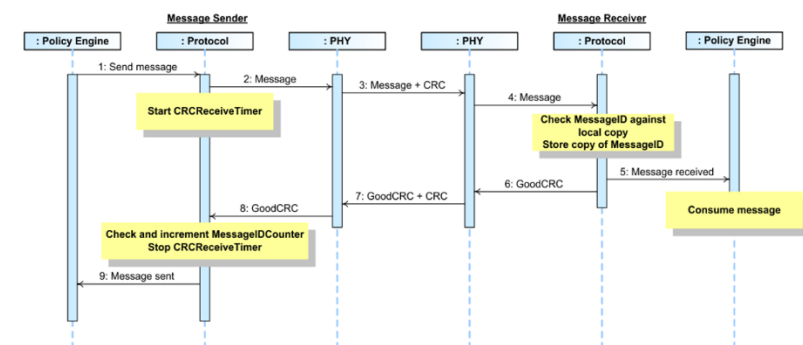 Message Sender
Message Receiver
: Policy Engine
: Protocol
: PHY
: PHY
: Protocol
: Policy Engine
1: Send message
2: Message
3: Message + CRC
4: Message
Start CRCReceiveTimer
Check MessageID against
local copy
Store copy of MessageID
5: Message received
6: GoodCRC
7: GoodCRC + CRC
8: GoodCRC
Consume message
Check and increment MessageIDCounter
Stop CRCReceiveTimer
9: Message sent